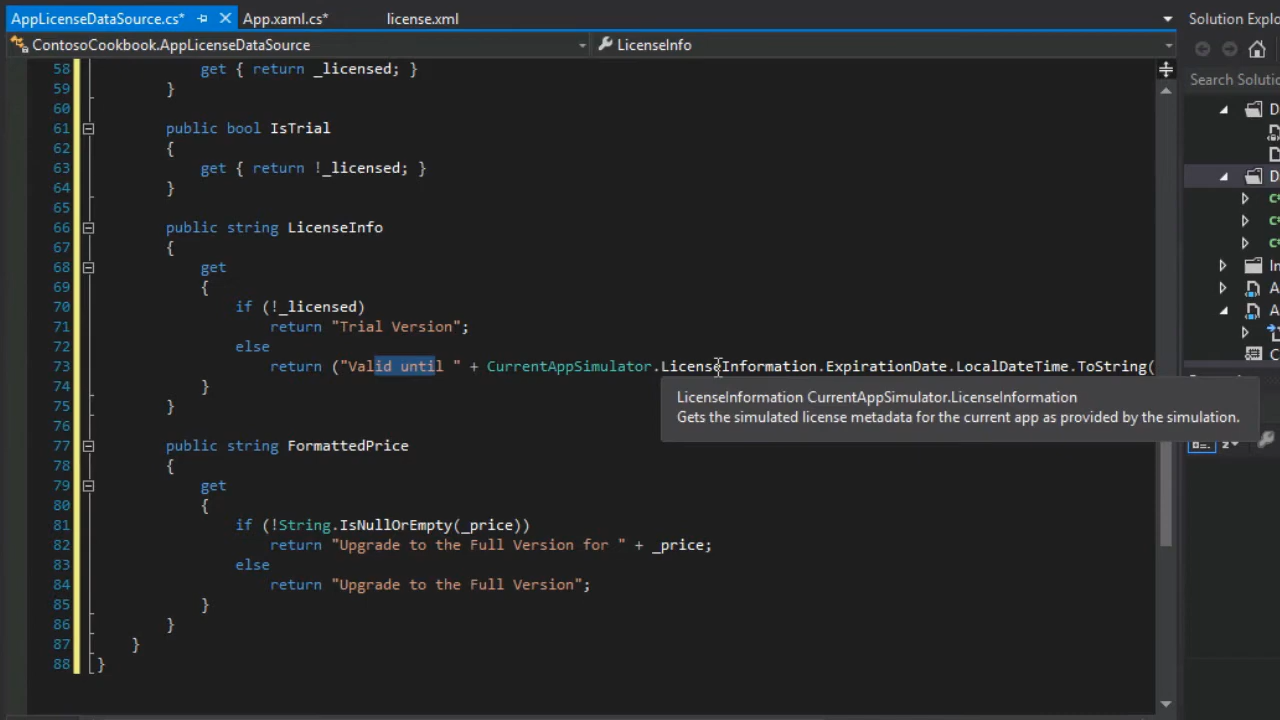 AppLicenseDataSource.cs* App.xaml.cs* license.xml Solution Explo
ContosoCookbook.AppLicenseDataSource LicenseInfo
Search Solutio
58 get { return _licensed; }
59 }
60
61 public bool IsTrial
62 {
63 get { return !_licensed; }
64 }
65
66 public string LicenseInfo
67 {
68 get
69 {
70 if (!_licensed)
71 return "Trial Version";
72 else
73 return ("Valid until " + CurrentAppSimulator.LicenseInformation.ExpirationDate.LocalDateTime.ToString(
74 }
75 }
76
77 public string FormattedPrice
78 {
79 get
80 {
81 if (!String.IsNullOrEmpty(_price))
82 return "Upgrade to the Full Version for " + _price;
83 else
84 return "Upgrade to the Full Version";
85 }
86 }
87 }
88 }
LicenseInformation CurrentAppSimulator.LicenseInformation
Gets the simulated license metadata for the current app as provided by the simulation.
D
D
C#
C#
C#
In
A
A
C